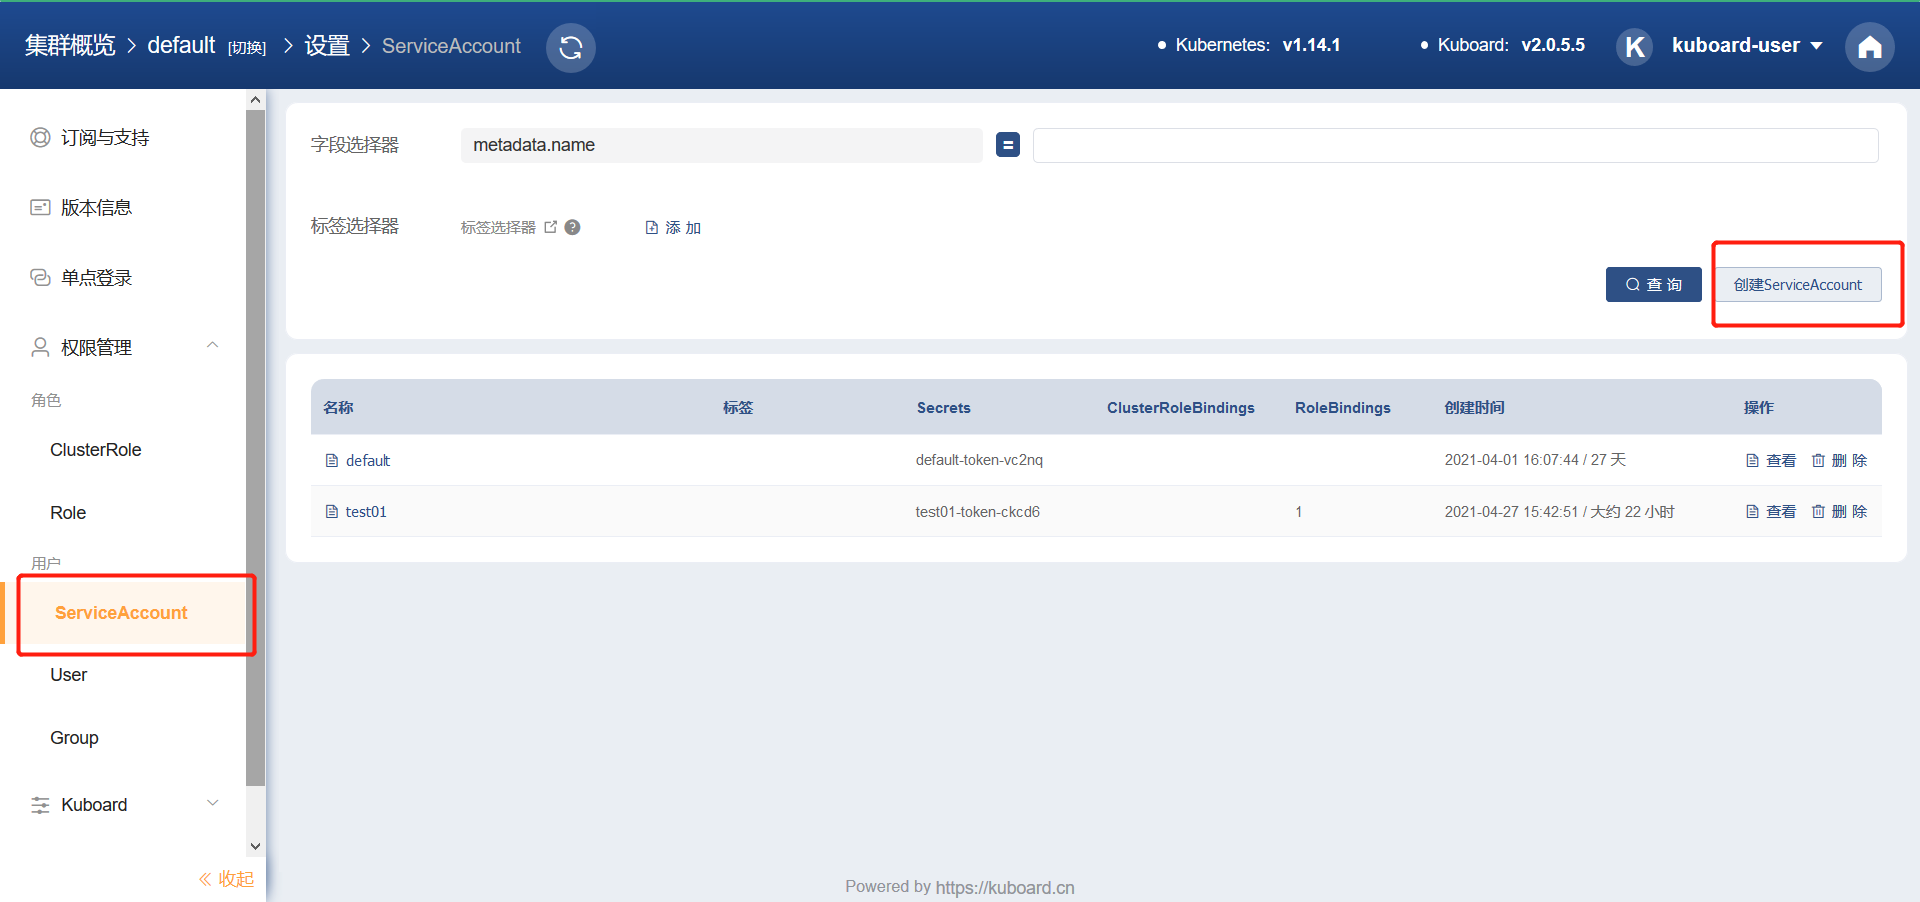 集群概览 > default [切换] > 设置 > ServiceAccount
Kubernetes: v1.14.1
Kuboard: v2.0.5.5
K kuboard-user
订阅与支持
版本信息
单点登录
权限管理
角色
ClusterRole
Role
用户
ServiceAccount
User
Group
Kuboard
« 收起
字段选择器 metadata.name =
标签选择器 标签选择器 ? 添 加
查 询 创建ServiceAccount
名称 标签 Secrets ClusterRoleBindings RoleBindings 创建时间 操作
default default-token-vc2nq 2021-04-01 16:07:44 / 27 天 查看 删 除
test01 test01-token-ckcd6 1 2021-04-27 15:42:51 / 大约 22 小时 查看 删 除
Powered by https://kuboard.cn